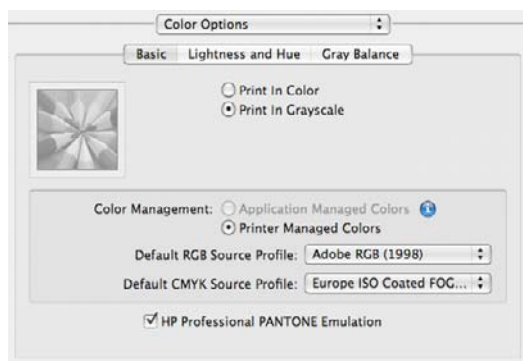 Color Options
Basic Lightness and Hue Gray Balance
Print In Color
Print In Grayscale
Color Management: Application Managed Colors
Printer Managed Colors
Default RGB Source Profile: Adobe RGB (1998)
Default CMYK Source Profile: Europe ISO Coated FOG...
HP Professional PANTONE Emulation